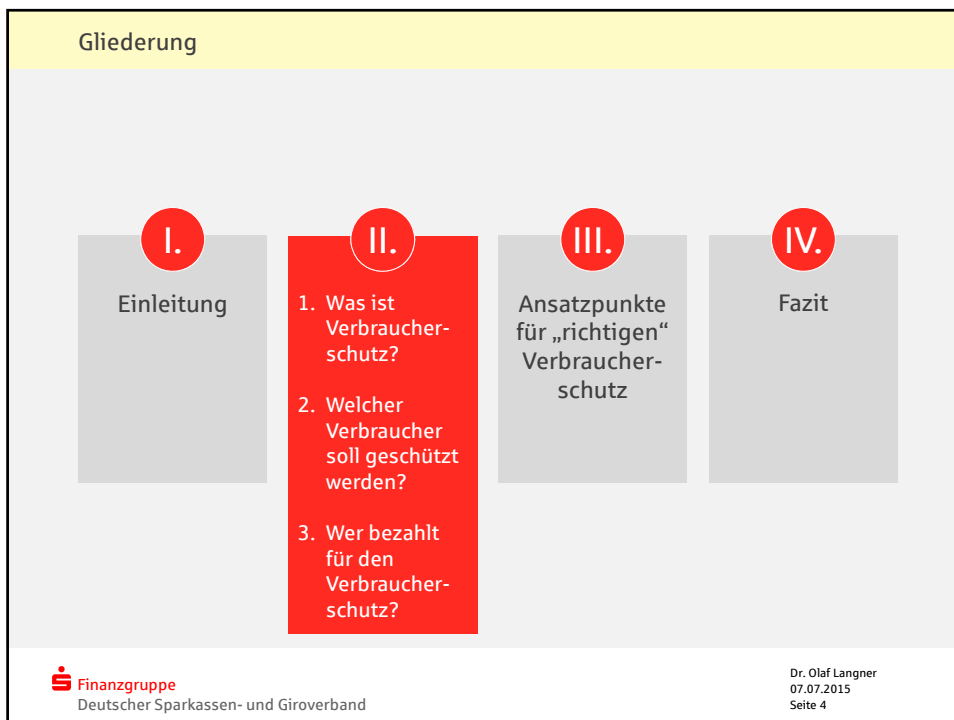 Gliederung
I.
Einleitung
II.
1. Was ist
Verbraucher-
schutz?
2. Welcher
Verbraucher
soll geschützt
werden?
3. Wer bezahlt
für den
Verbraucher-
schutz?
III.
Ansatzpunkte
für „richtigen“
Verbraucher-
schutz
IV.
Fazit
Finanzgruppe
Deutscher Sparkassen- und Giroverband
Dr. Olaf Langner
07.07.2015
Seite 4